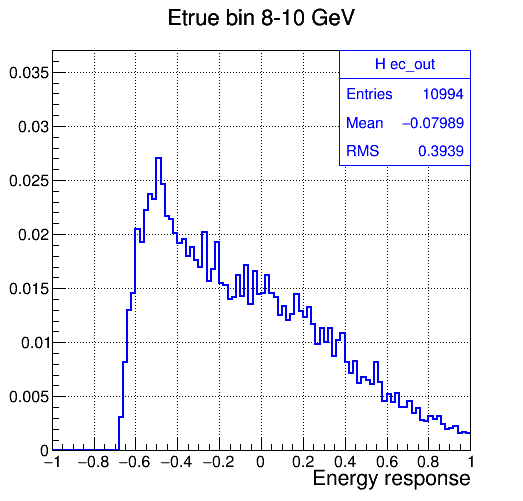 Etrue bin 8-10 GeV
H ec_out
Entries 10994
Mean −0.07989
RMS 0.3939
0.035
0.03
0.025
0.02
0.015
0.01
0.005
0
−1 −0.8 −0.6 −0.4 −0.2 0 0.2 0.4 0.6 0.8 1
Energy response